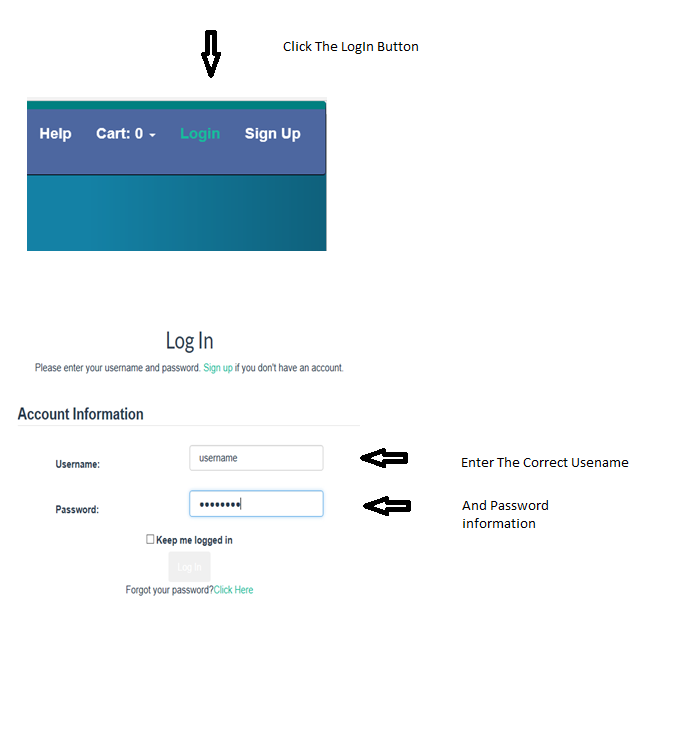 Click The LogIn Button
Help Cart: 0 Login Sign Up
Log In
Please enter your username and password. Sign up if you don't have an account.
Account Information
Username: username Enter The Correct Usename
Password: And Password
information
Keep me logged in
Log In
Forgot your password?Click Here